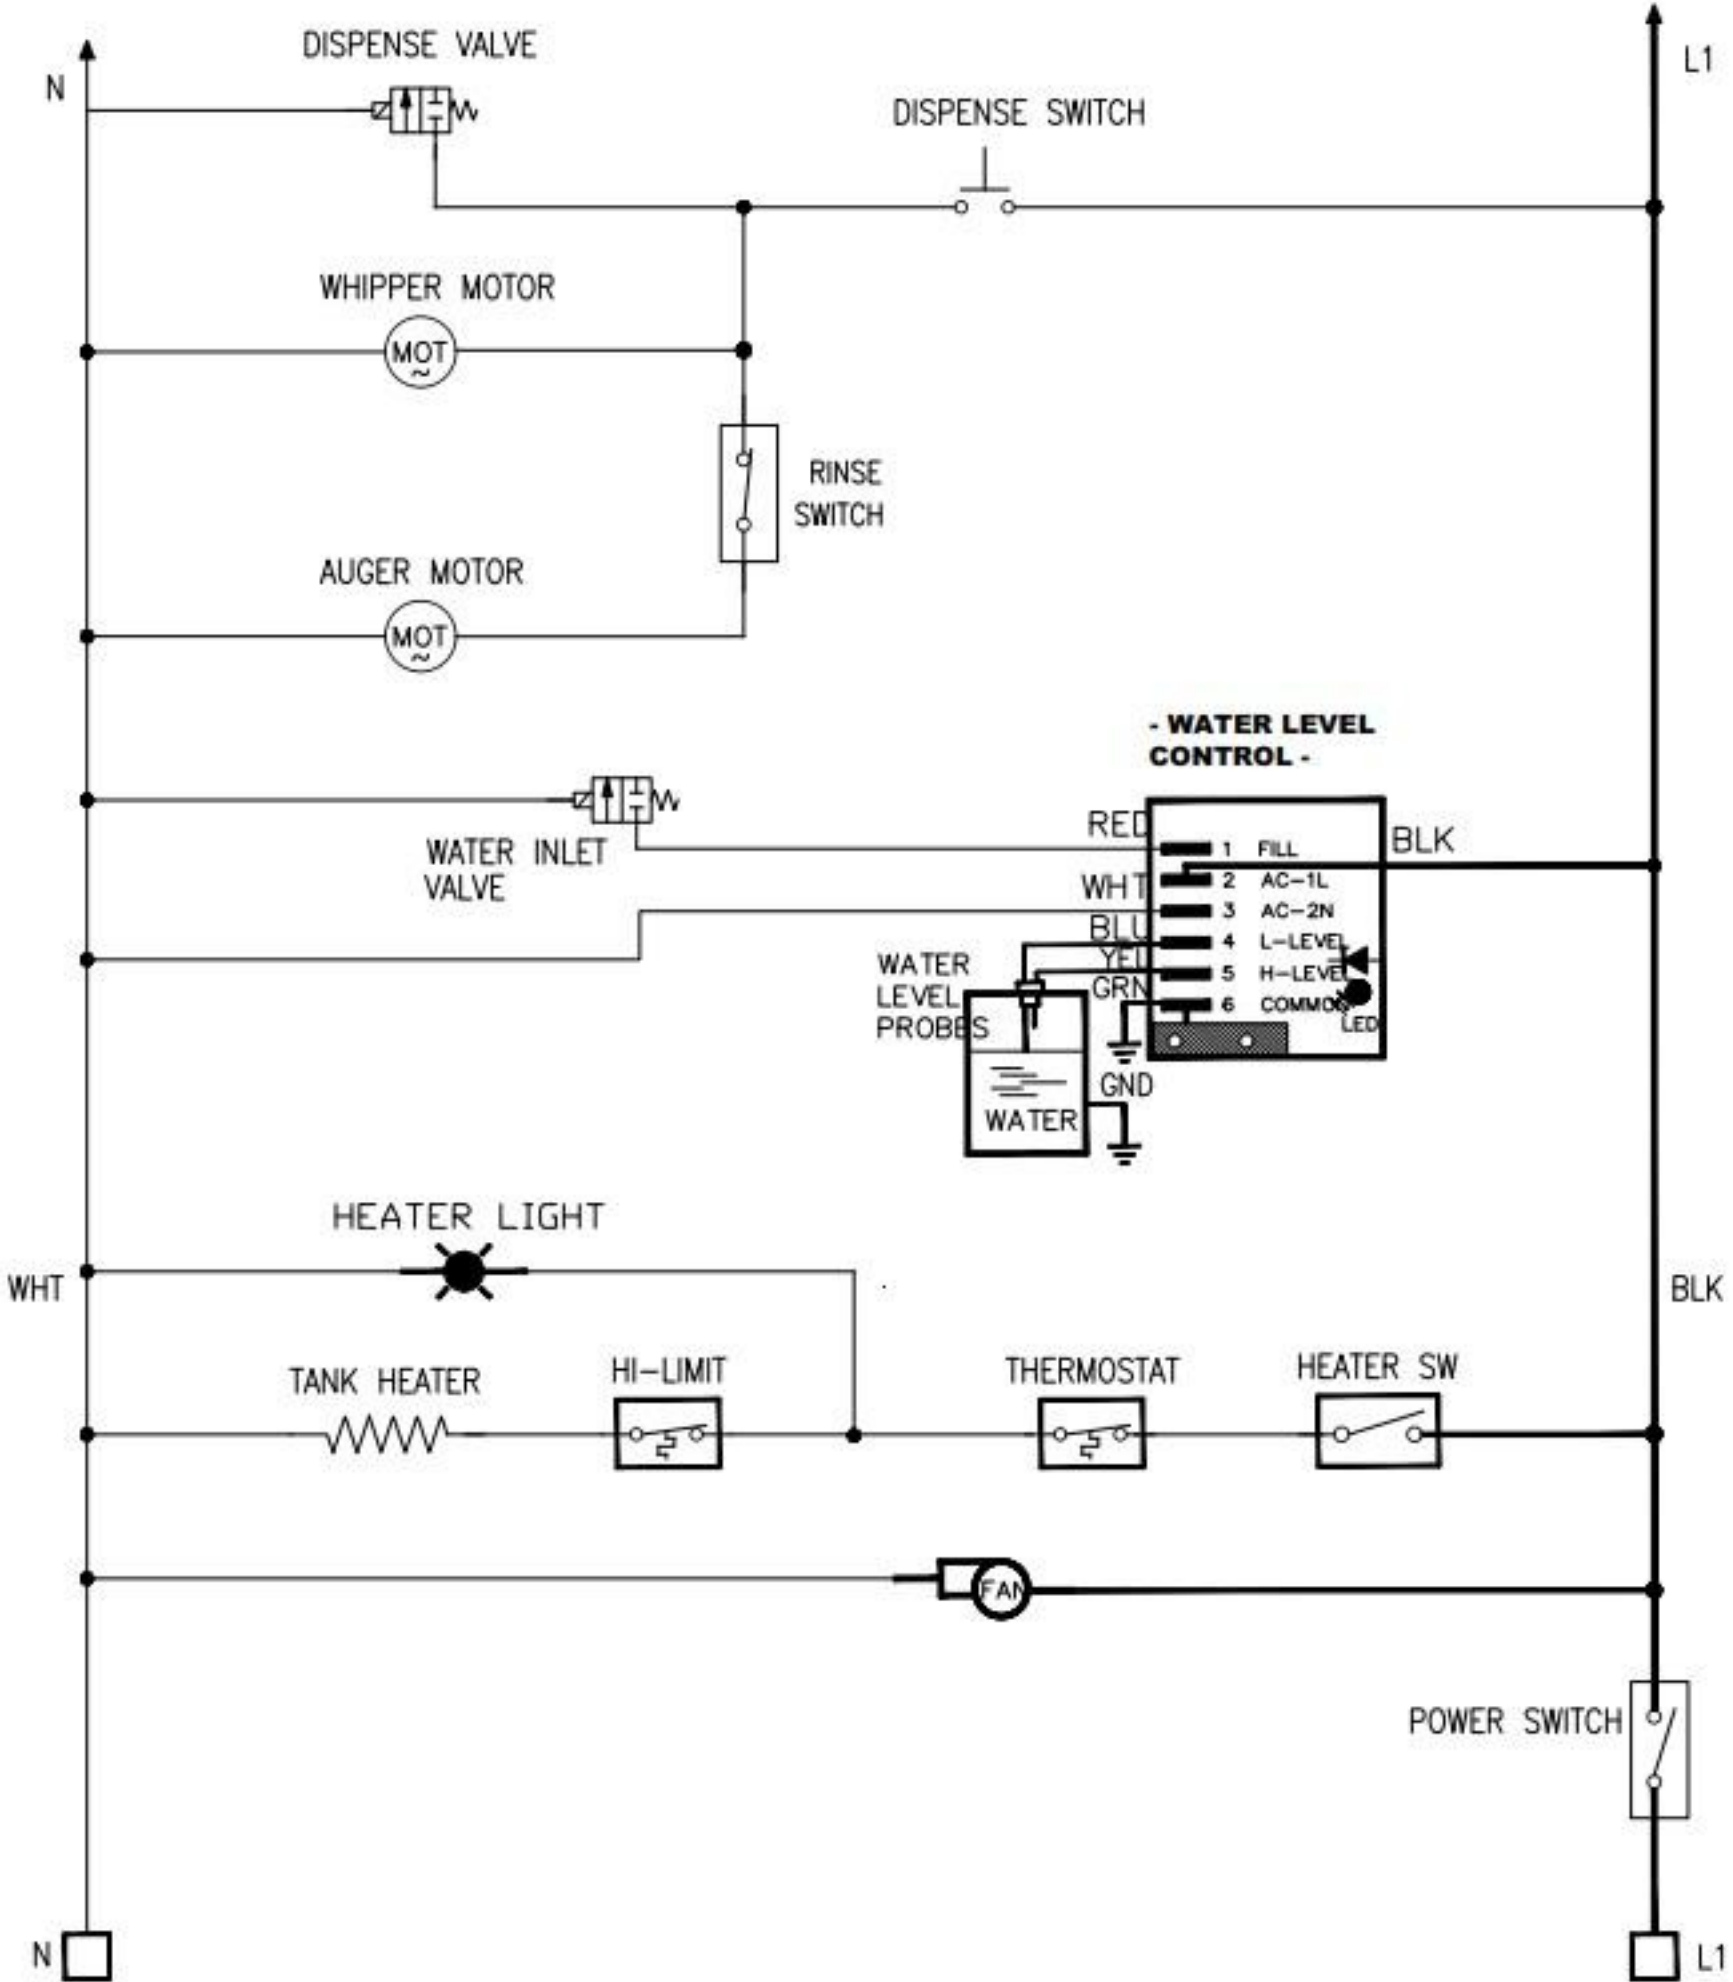 DISPENSE VALVE
N
L1
DISPENSE SWITCH
WHIPPER MOTOR
MOT
~
RINSE
SWITCH
AUGER MOTOR
MOT
~
- WATER LEVEL
CONTROL -
RED
BLK
1 FILL
WATER INLET
VALVE
WHT
2 AC-1L
3 AC-2N
BLU
4 L-LEVEL
YEL
5 H-LEVEL
GRN
6 COMMON
LED
WATER
LEVEL
PROBES
GND
WATER
HEATER LIGHT
WHT
BLK
TANK HEATER
HI-LIMIT
THERMOSTAT
HEATER SW
FAN
POWER SWITCH
N
L1